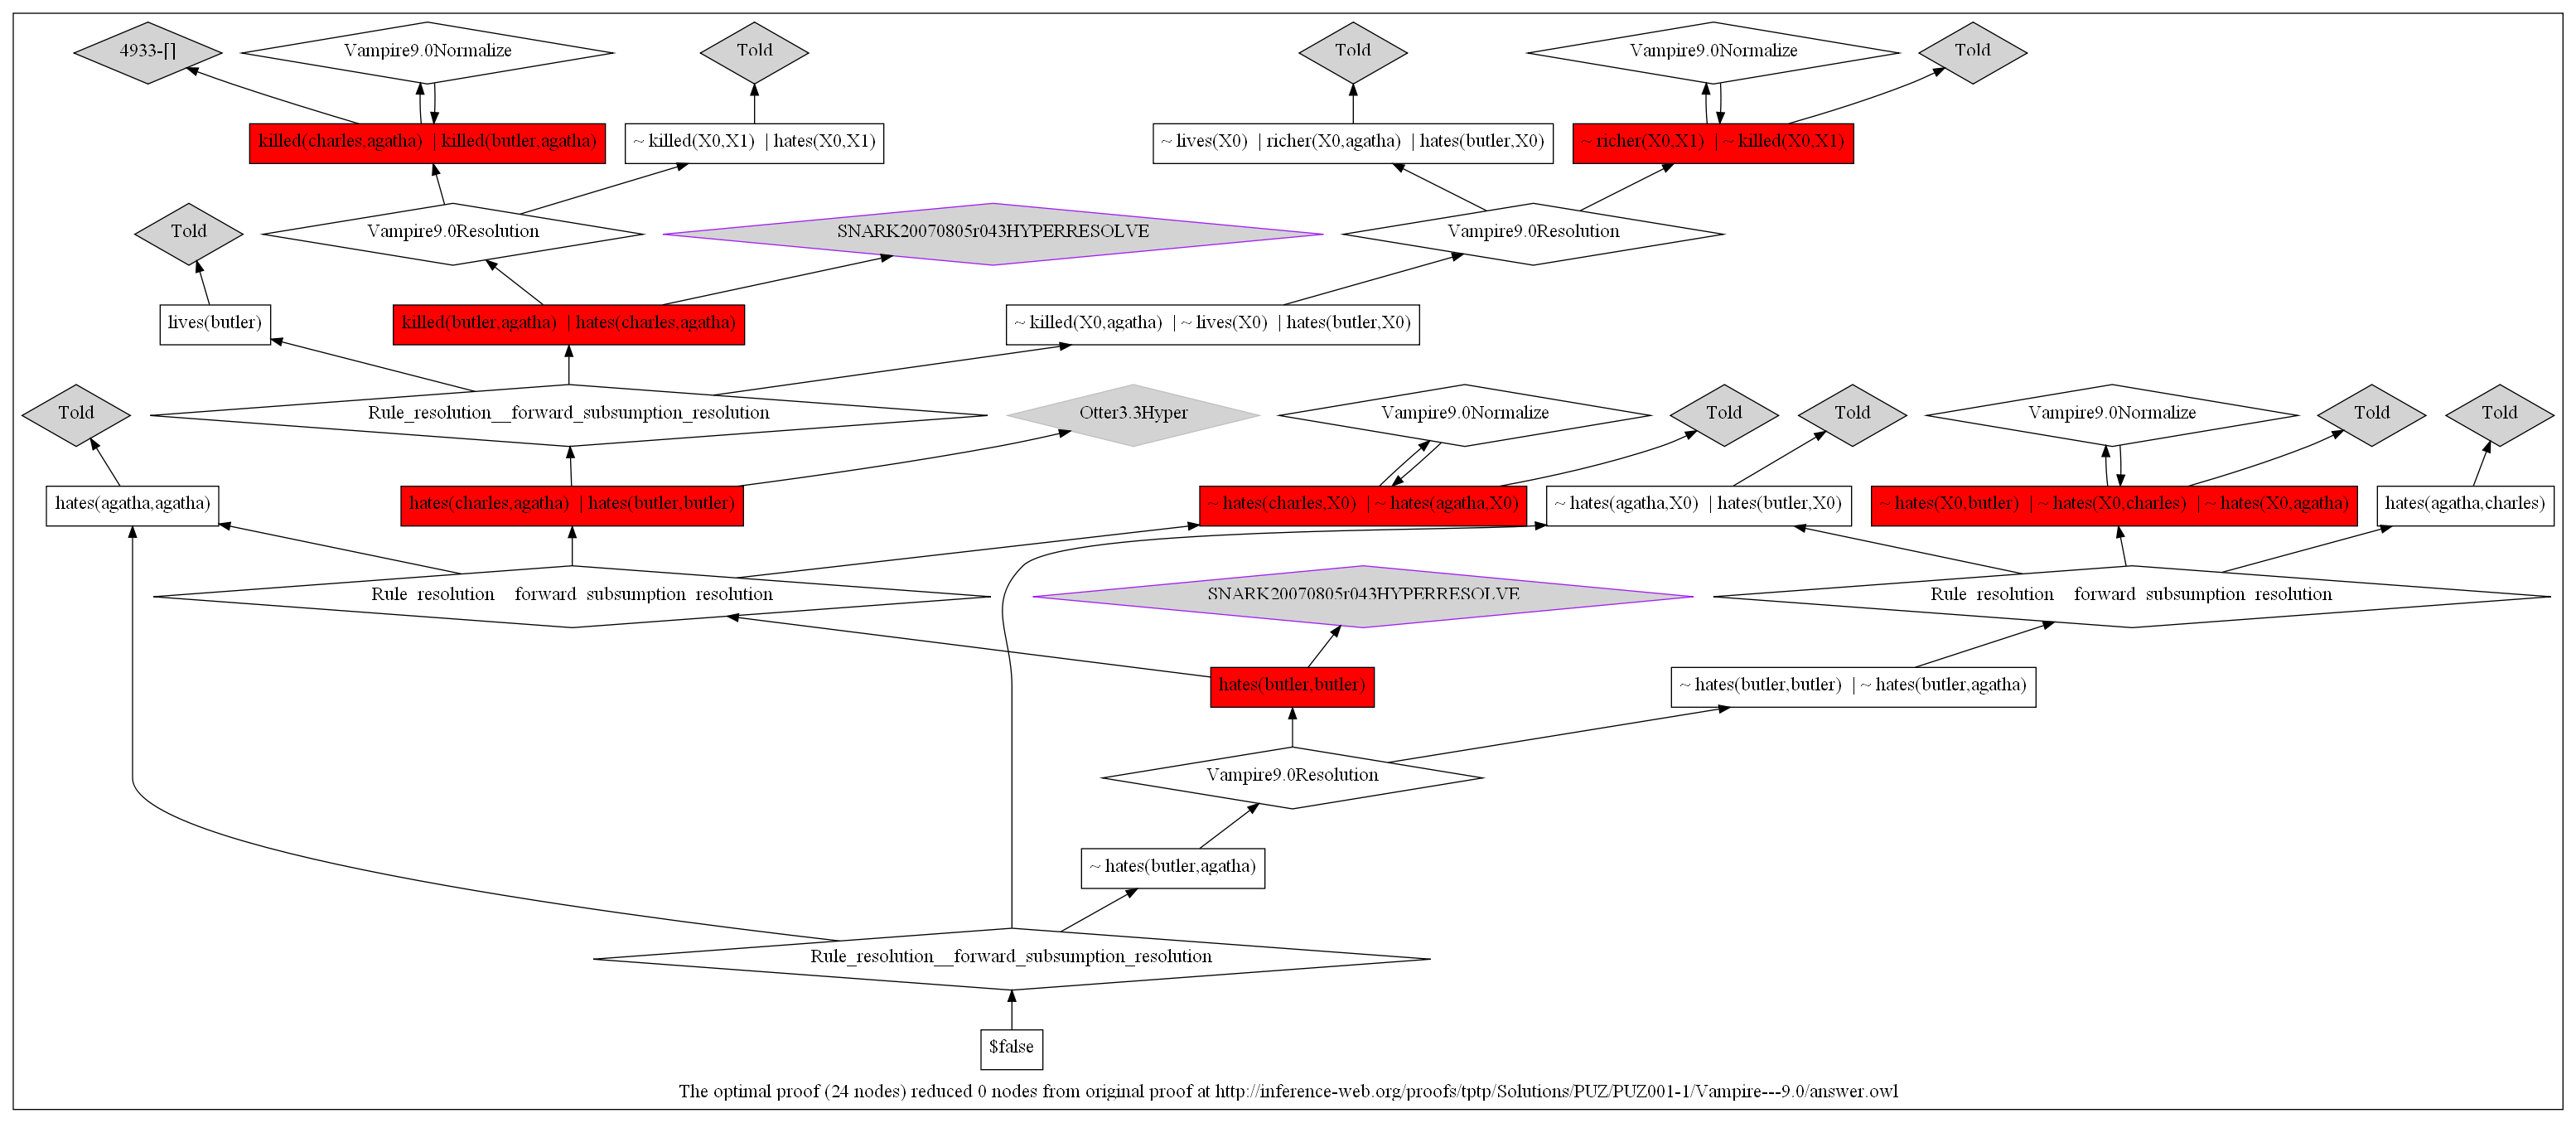 4933-[]
Vampire9.0Normalize
Told
Told
Vampire9.0Normalize
Told
killed(charles,agatha) | killed(butler,agatha)
~ killed(X0,X1) | hates(X0,X1)
~ lives(X0) | richer(X0,agatha) | hates(butler,X0)
~ richer(X0,X1) | ~ killed(X0,X1)
Told
Vampire9.0Resolution
SNARK20070805r043HYPERRESOLVE
Vampire9.0Resolution
lives(butler)
killed(butler,agatha) | hates(charles,agatha)
~ killed(X0,agatha) | ~ lives(X0) | hates(butler,X0)
Told
Rule_resolution__forward_subsumption_resolution
Otter3.3Hyper
Vampire9.0Normalize
Told
Told
Vampire9.0Normalize
Told
Told
hates(agatha,agatha)
hates(charles,agatha) | hates(butler,butler)
~ hates(charles,X0) | ~ hates(agatha,X0)
~ hates(agatha,X0) | hates(butler,X0)
~ hates(X0,butler) | ~ hates(X0,charles) | ~ hates(X0,agatha)
hates(agatha,charles)
Rule_resolution__forward_subsumption_resolution
SNARK20070805r043HYPERRESOLVE
Rule_resolution__forward_subsumption_resolution
hates(butler,butler)
~ hates(butler,butler) | ~ hates(butler,agatha)
Vampire9.0Resolution
~ hates(butler,agatha)
Rule_resolution__forward_subsumption_resolution
$false
The optimal proof (24 nodes) reduced 0 nodes from original proof at http://inference-web.org/proofs/tptp/Solutions/PUZ/PUZ001-1/Vampire---9.0/answer.owl